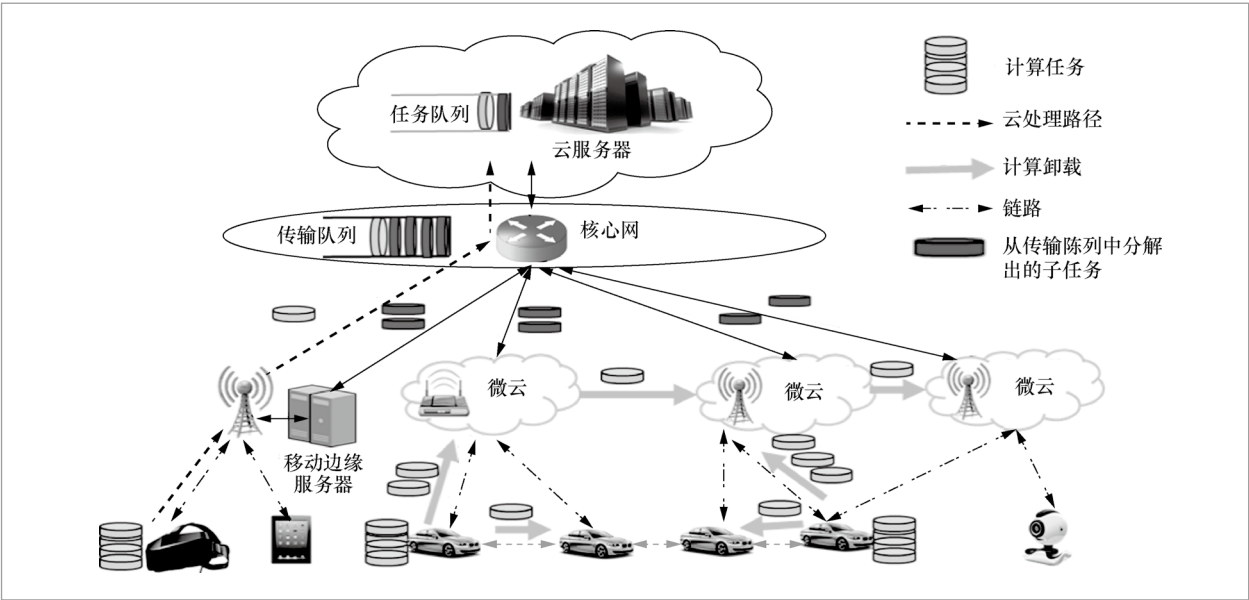 任务队列
云服务器
传输队列
核心网
计算任务
云处理路径
计算卸载
链路
从传输陈列中分解
出的子任务
微云
微云
微云
移动边缘
服务器